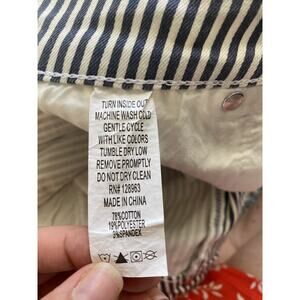 TURN INSIDE OUT
MACHINE WASH COLD
GENTLE CYCLE
WITH LIKE COLORS
TUMBLE DRY LOW
REMOVE PROMPTLY
DO NOT DRY CLEAN
RN# 128963
MADE IN CHINA
78%COTTON
19%POLYESTER
3%SPANDEX